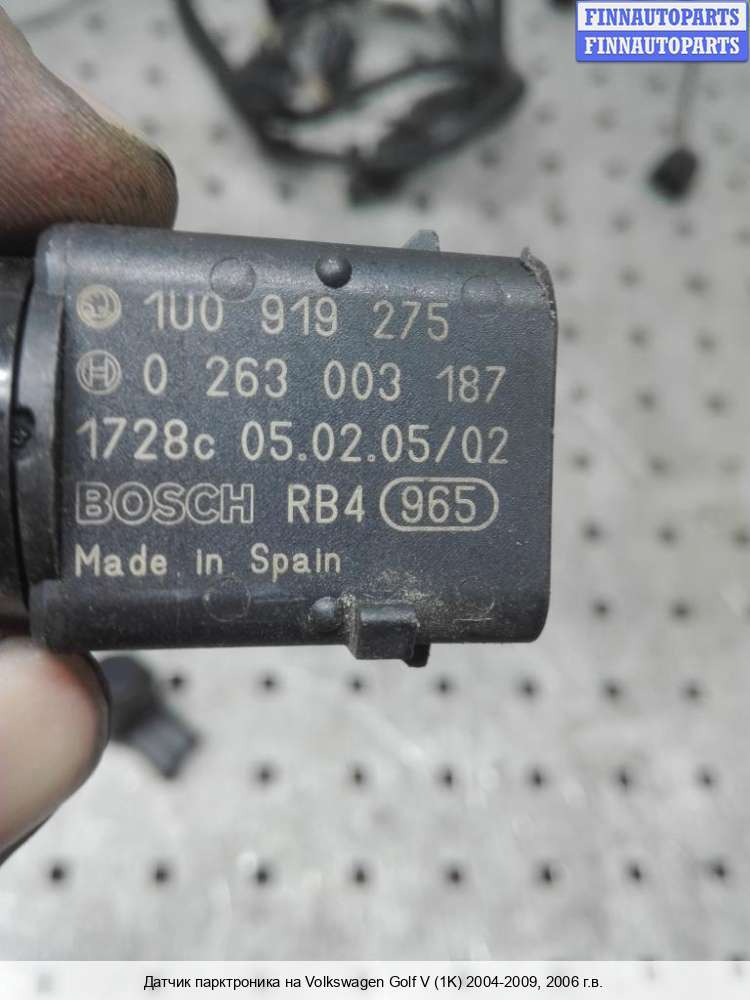 FINNAUTOPARTS
FINNAUTOPARTS
1U0 919 275
0 263 003 187
1728c 05.02.05/02
BOSCH RB4 965
Made in Spain
Датчик парктроника на Volkswagen Golf V (1K) 2004-2009, 2006 г.в.